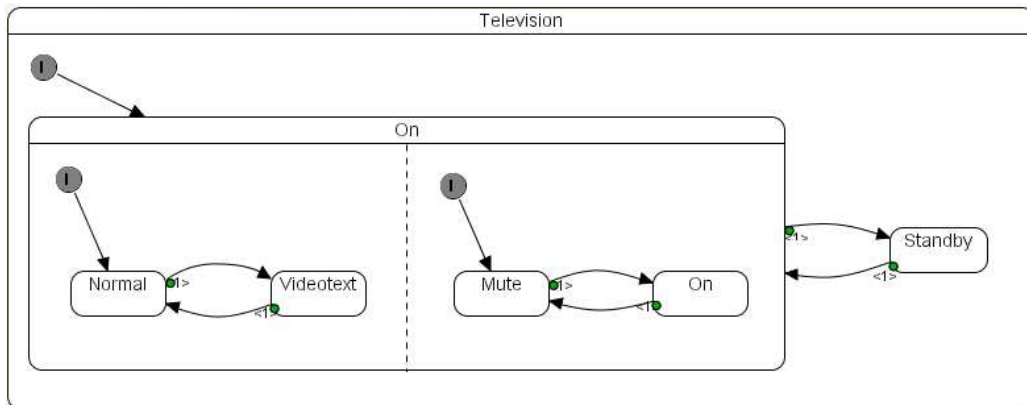 Television
I
On
I
I
Normal
1>
Videotext
<1>
Mute
1>
On
<1
<1>
Standby
<1>